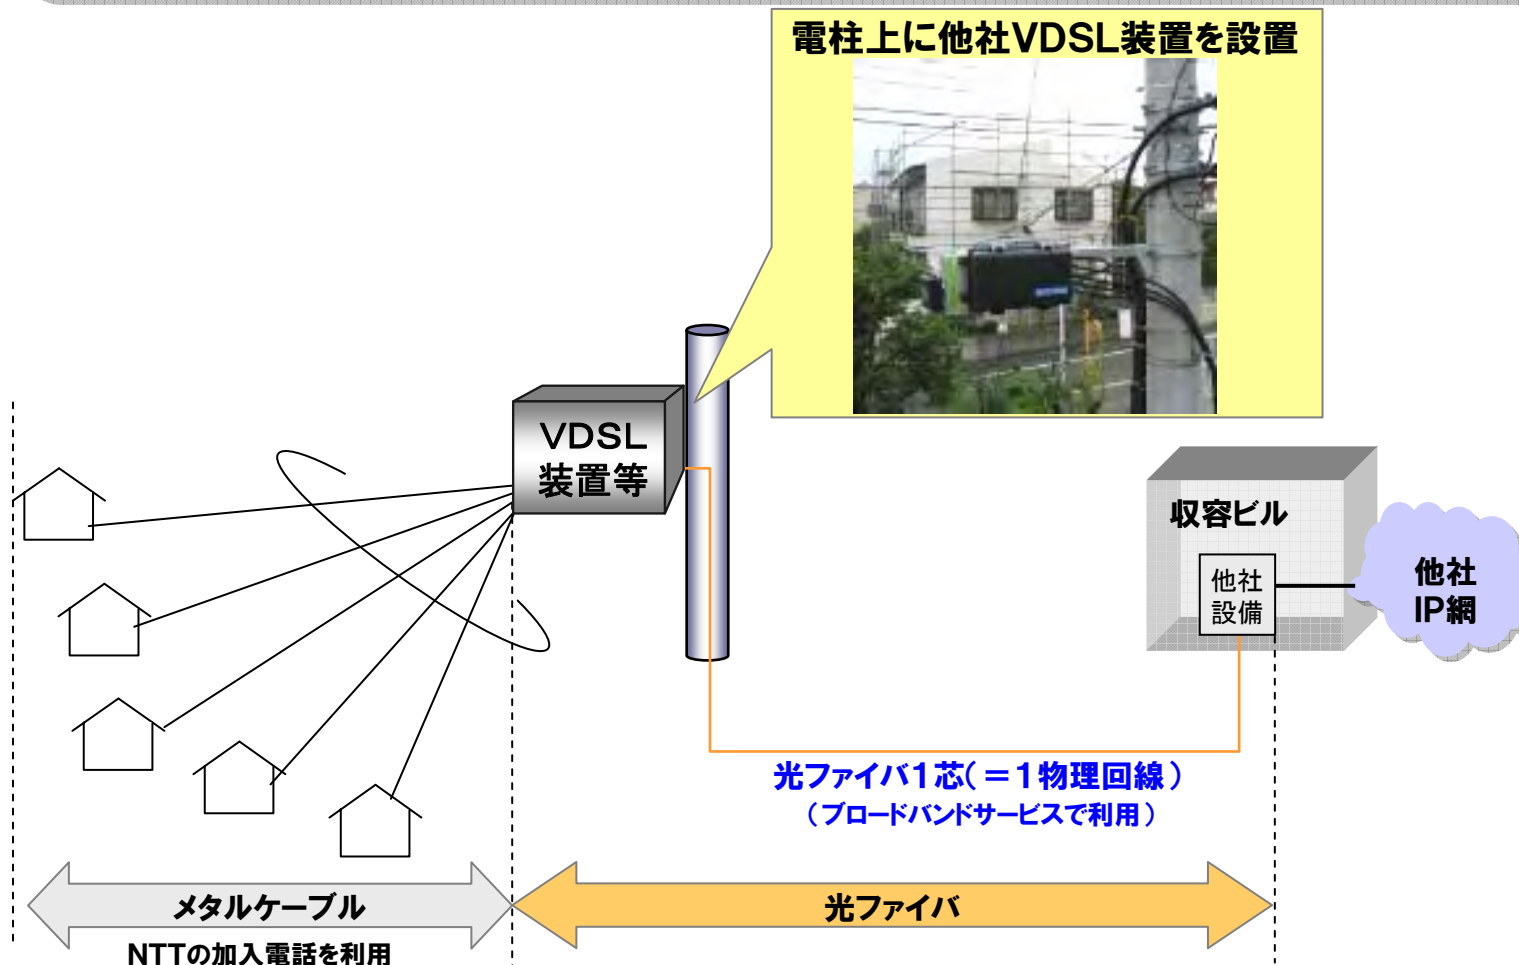 電柱上に他社VDSL装置を設置
VDSL
装置等
収容ビル
他社
設備
他社
IP網
光ファイバ1芯(=1物理回線)
(ブロードバンドサービスで利用)
メタルケーブル
光ファイバ
NTTの加入電話を利用